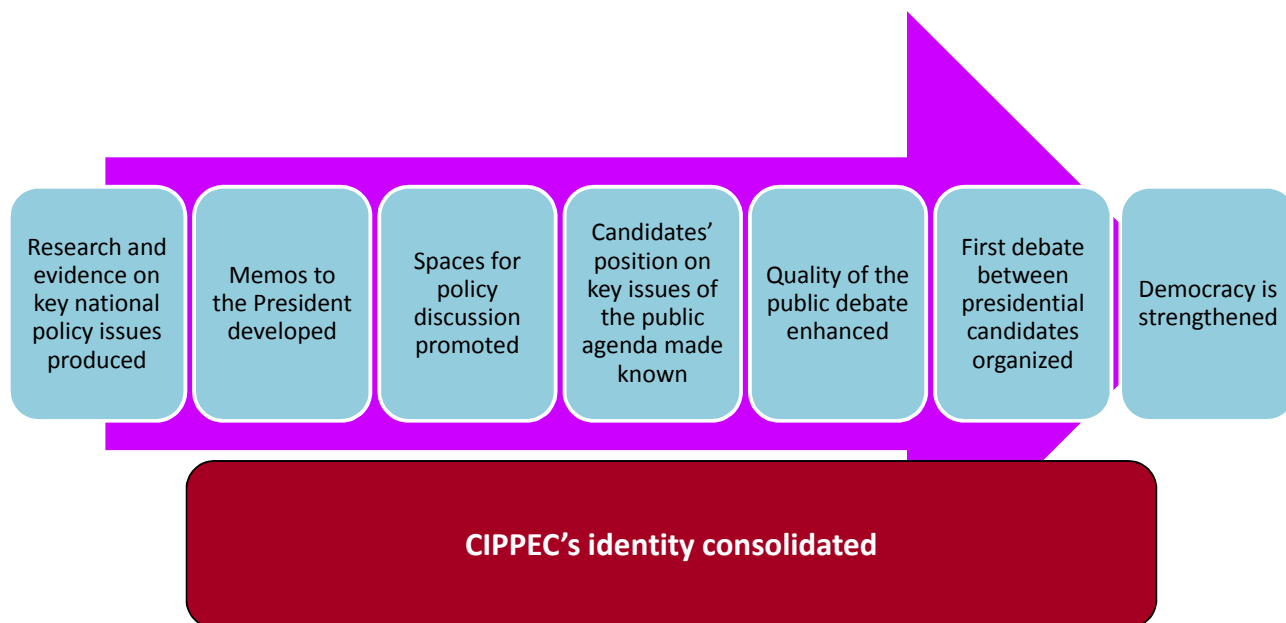 Research and
evidence on
key national
policy issues
produced
Memos to
the President
developed
Spaces for
policy
discussion
promoted
Candidates’
position on
key issues of
the public
agenda made
known
Quality of the
public debate
enhanced
First debate
between
presidential
candidates
organized
Democracy is
strengthened
CIPPEC’s identity consolidated